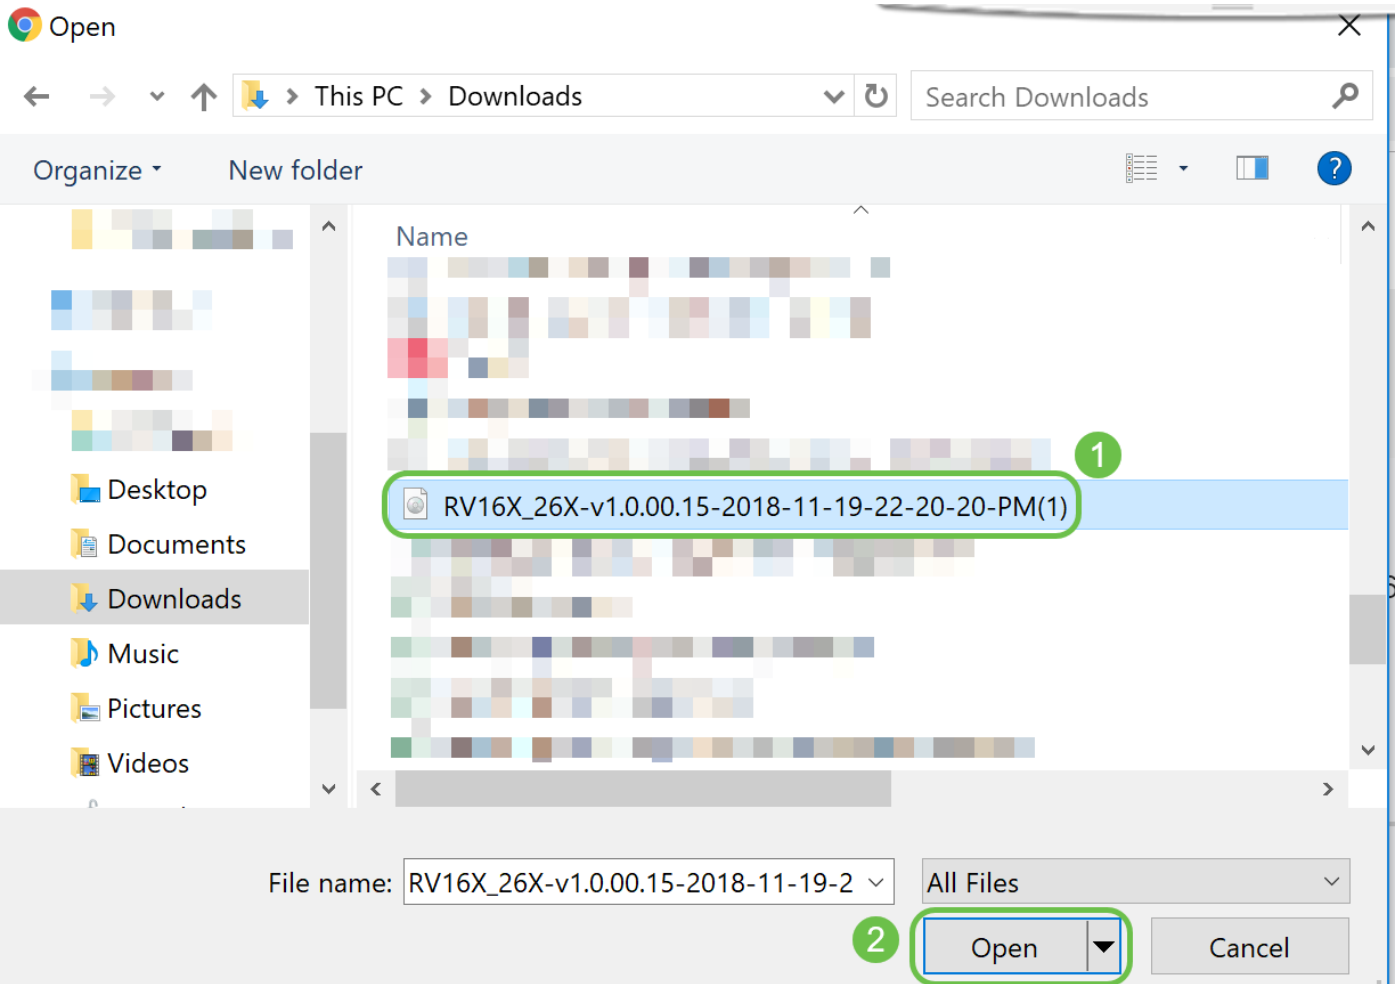 Open
This PC
Downloads
Search Downloads
Organize
New folder
?
Name
1
RV16X_26X-v1.0.00.15-2018-11-19-22-20-20-PM(1)
Desktop
Documents
Downloads
Music
Pictures
Videos
File name:
RV16X_26X-v1.0.00.15-2018-11-19-2
All Files
2
Open
Cancel